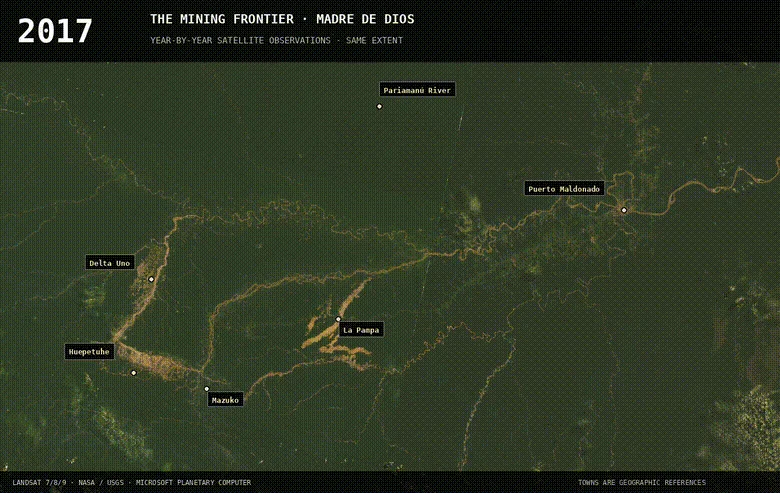 2017
THE MINING FRONTIER · MADRE DE DIOS
YEAR-BY-YEAR SATELLITE OBSERVATIONS · SAME EXTENT
Pariamanú River
Puerto Maldonado
Delta Uno
La Pampa
Huepetuhe
Mazuko
LANDSAT 7/8/9 · NASA / USGS · MICROSOFT PLANETARY COMPUTER
TOWNS ARE GEOGRAPHIC REFERENCES